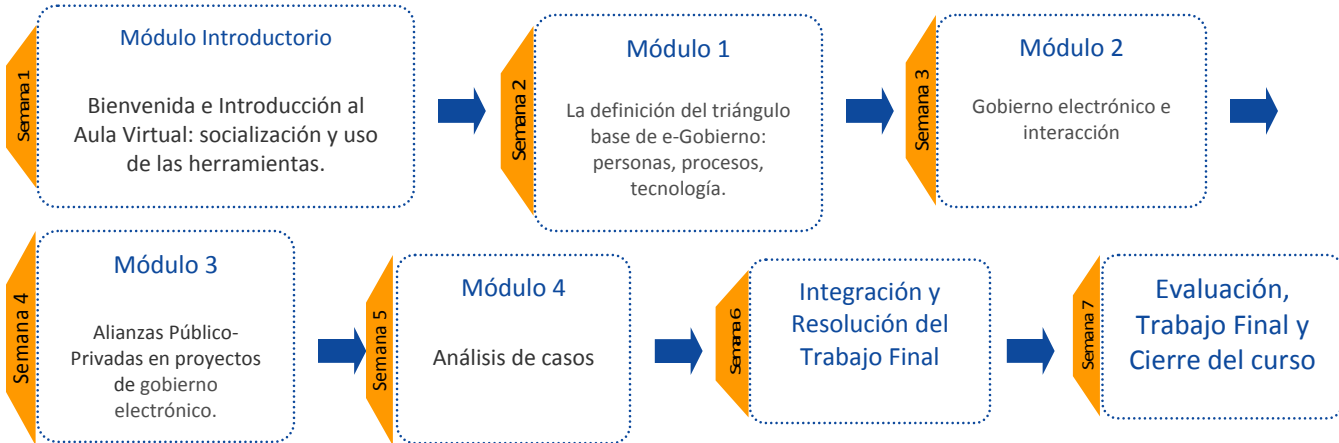 Semana 1
Módulo Introductorio
Bienvenida e Introducción al
Aula Virtual: socialización y uso
de las herramientas.
Semana 2
Módulo 1
La definición del triángulo
base de e-Gobierno:
personas, procesos,
tecnología.
Semana 3
Módulo 2
Gobierno electrónico e
interacción
Semana 4
Módulo 3
Alianzas Público-
Privadas en proyectos
de gobierno
electrónico.
Semana 5
Módulo 4
Análisis de casos
Semana 6
Integración y
Resolución del
Trabajo Final
Semana 7
Evaluación,
Trabajo Final y
Cierre del curso